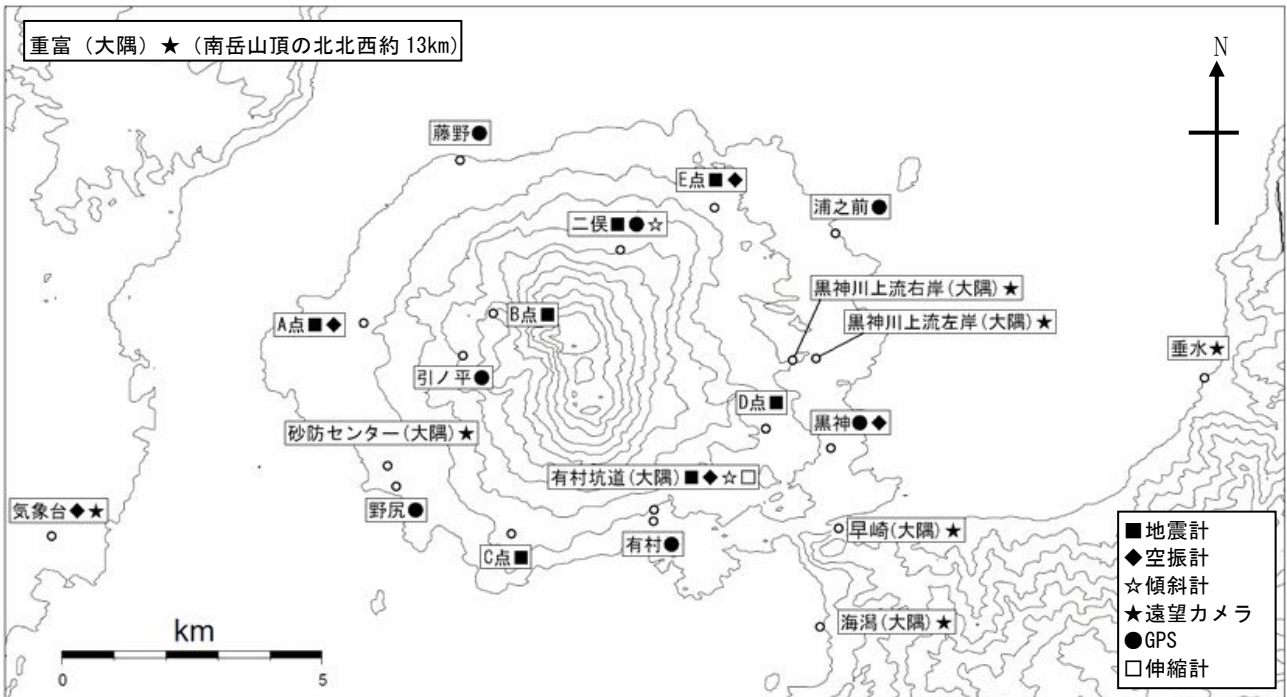 重富（大隅）★（南岳山頂の北北西約13km）
N
藤野●
E点■◆
浦之前●
二俣■●☆
黒神川上流右岸(大隅)★
黒神川上流左岸(大隅)★
A点■◆
B点■
垂水★
引ノ平●
D点■
黒神●◆
砂防センター(大隅)★
有村坑道(大隅)■◆☆□
気象台◆★
野尻●
C点■
有村●
早崎(大隅)★
海潟(大隅)★
■地震計
◆空振計
☆傾斜計
★遠望カメラ
●GPS
□伸縮計
km
0 5